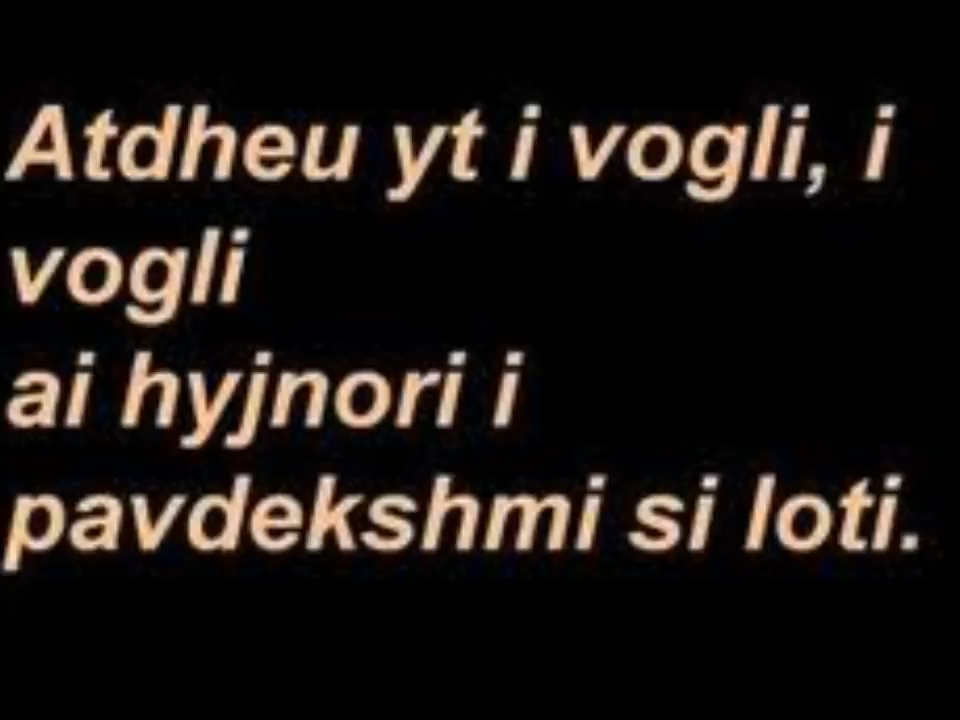 Atdheu yt i vogli, i
vogli
ai hyjnori i
pavdekshmi si loti.